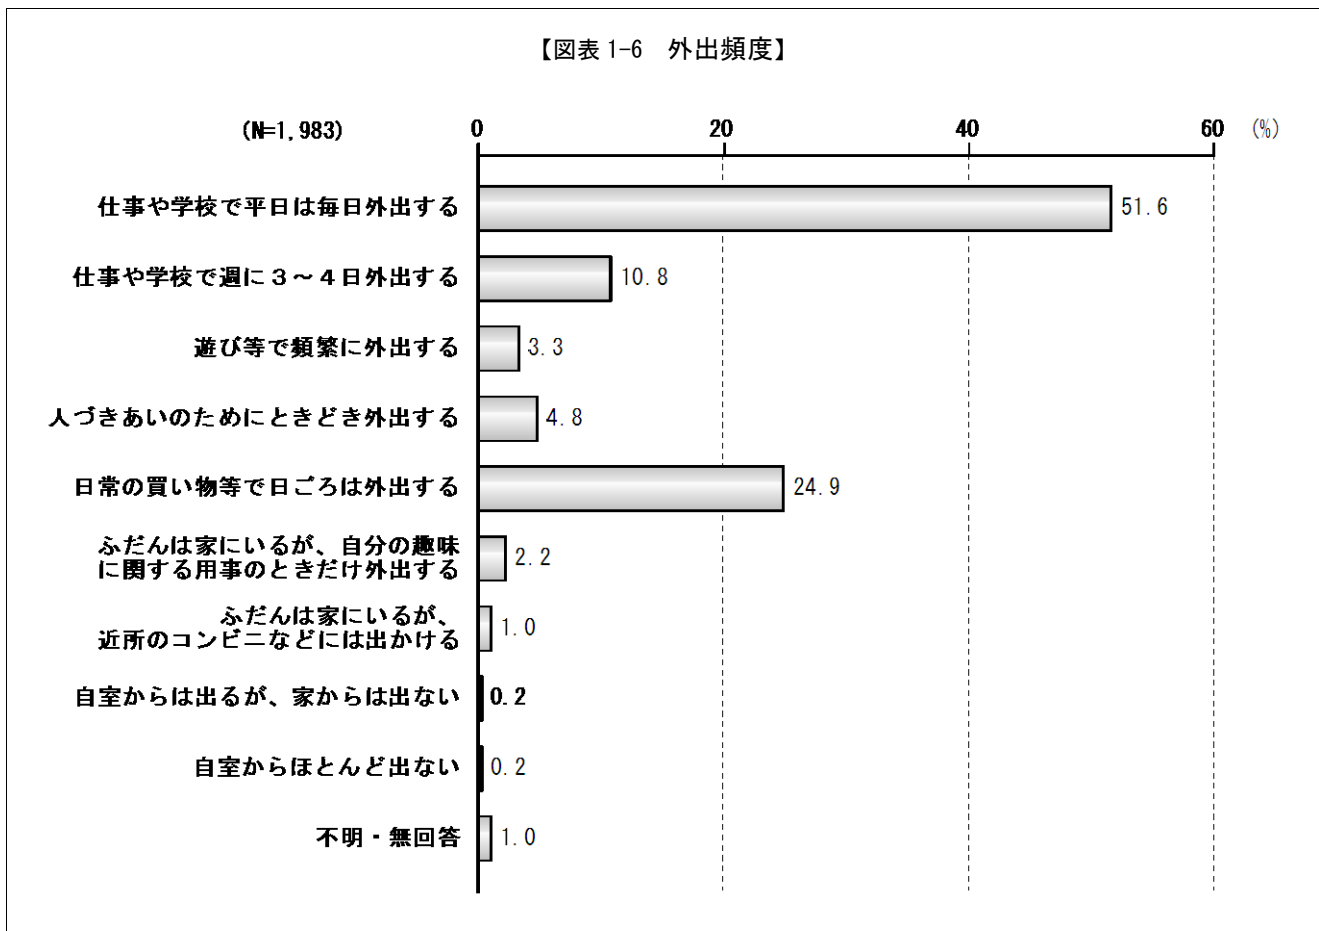 【図表 1-6　外出頻度】
(N=1,983)
0 20 40 60 (%)
仕事や学校で平日は毎日外出する 51.6
仕事や学校で週に３～４日外出する 10.8
遊び等で頻繁に外出する 3.3
人づきあいのためにときどき外出する 4.8
日常の買い物等で日ごろは外出する 24.9
ふだんは家にいるが、自分の趣味
に関する用事のときだけ外出する 2.2
ふだんは家にいるが、
近所のコンビニなどには出かける 1.0
自室からは出るが、家からは出ない 0.2
自室からほとんど出ない 0.2
不明・無回答 1.0